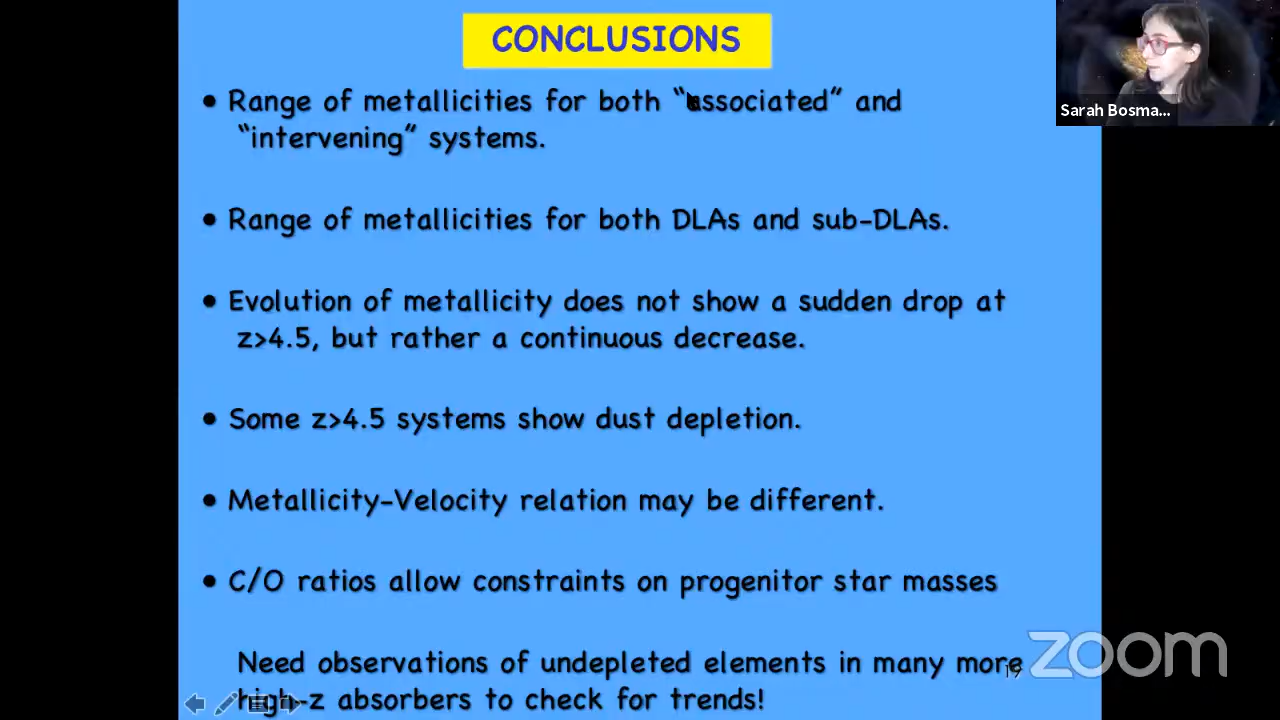 CONCLUSIONS
• Range of metallicities for both “associated” and
“intervening” systems.
• Range of metallicities for both DLAs and sub-DLAs.
• Evolution of metallicity does not show a sudden drop at
z>4.5, but rather a continuous decrease.
• Some z>4.5 systems show dust depletion.
• Metallicity-Velocity relation may be different.
• C/O ratios allow constraints on progenitor star masses
Need observations of undepleted elements in many more
high-z absorbers to check for trends!
19
Sarah Bosma...
zoom